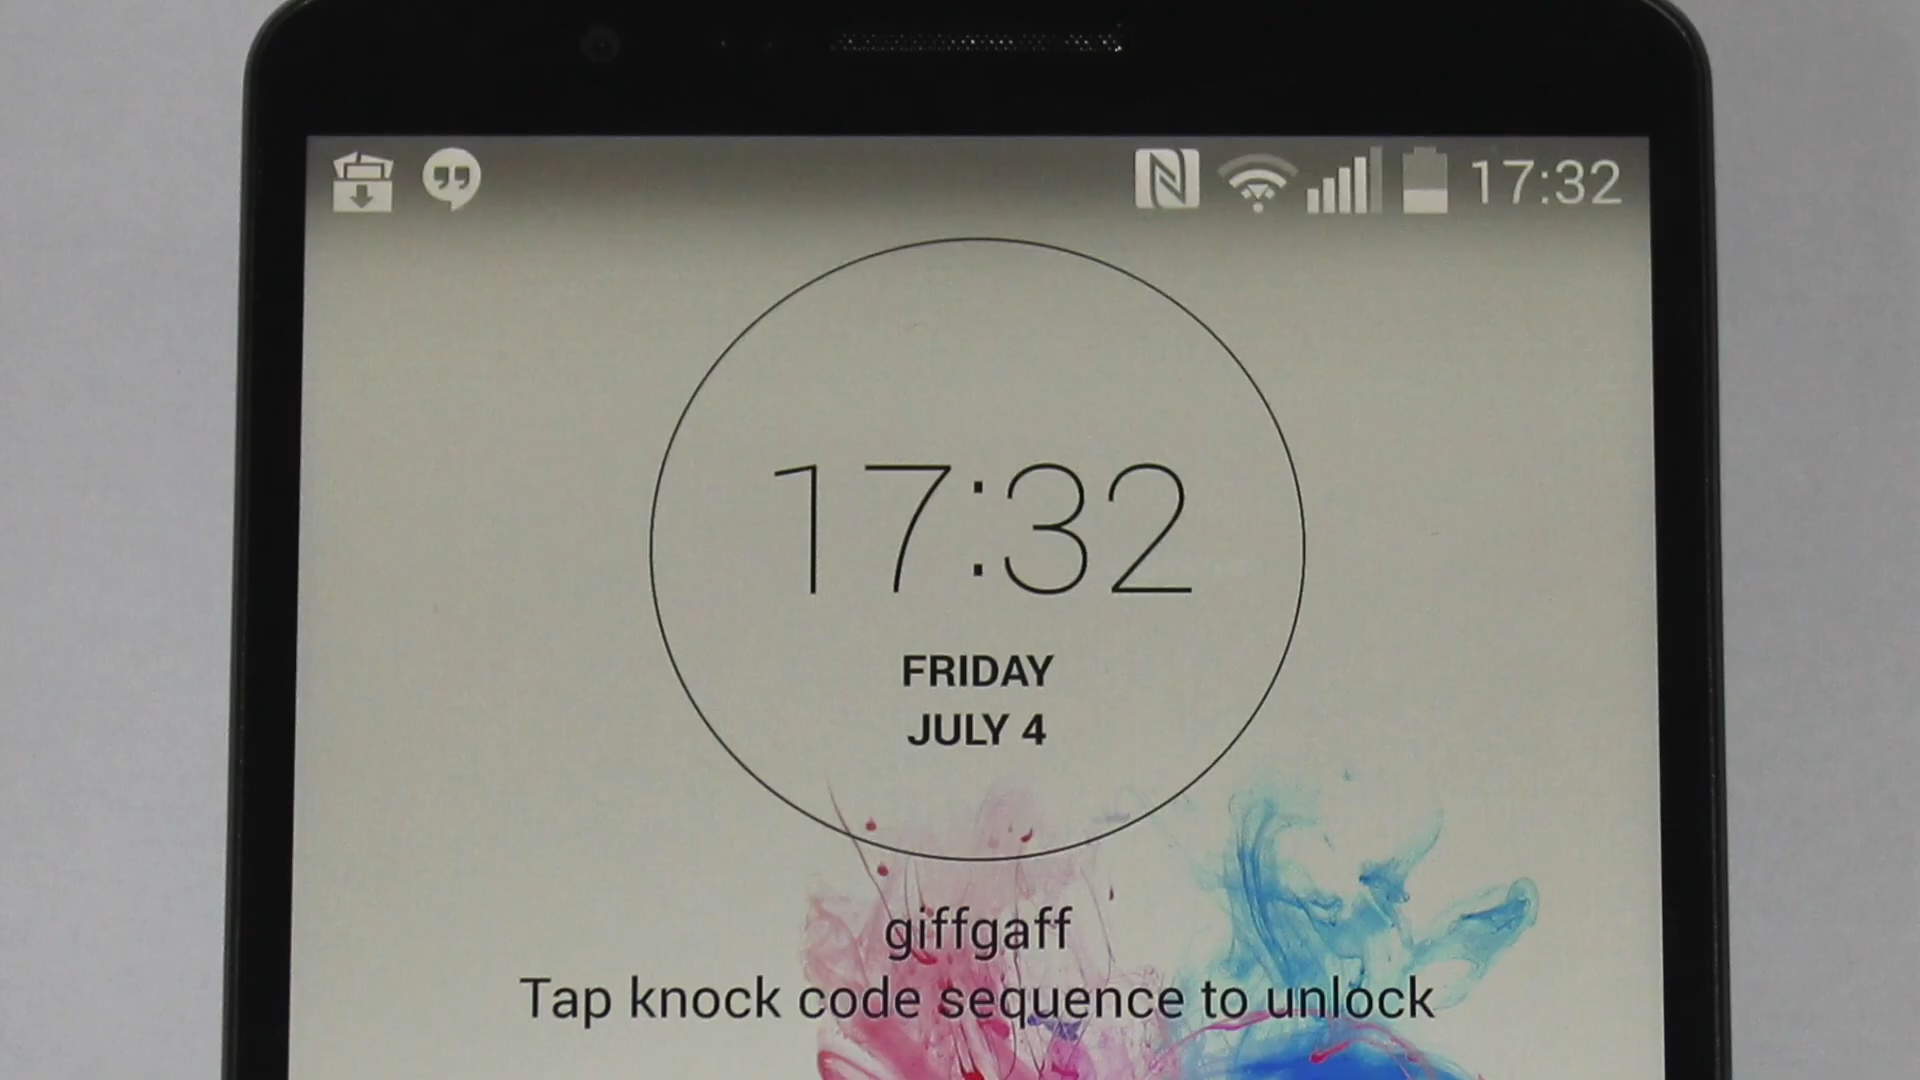 17:32
17:32
FRIDAY
JULY 4
giffgaff
Tap knock code sequence to unlock